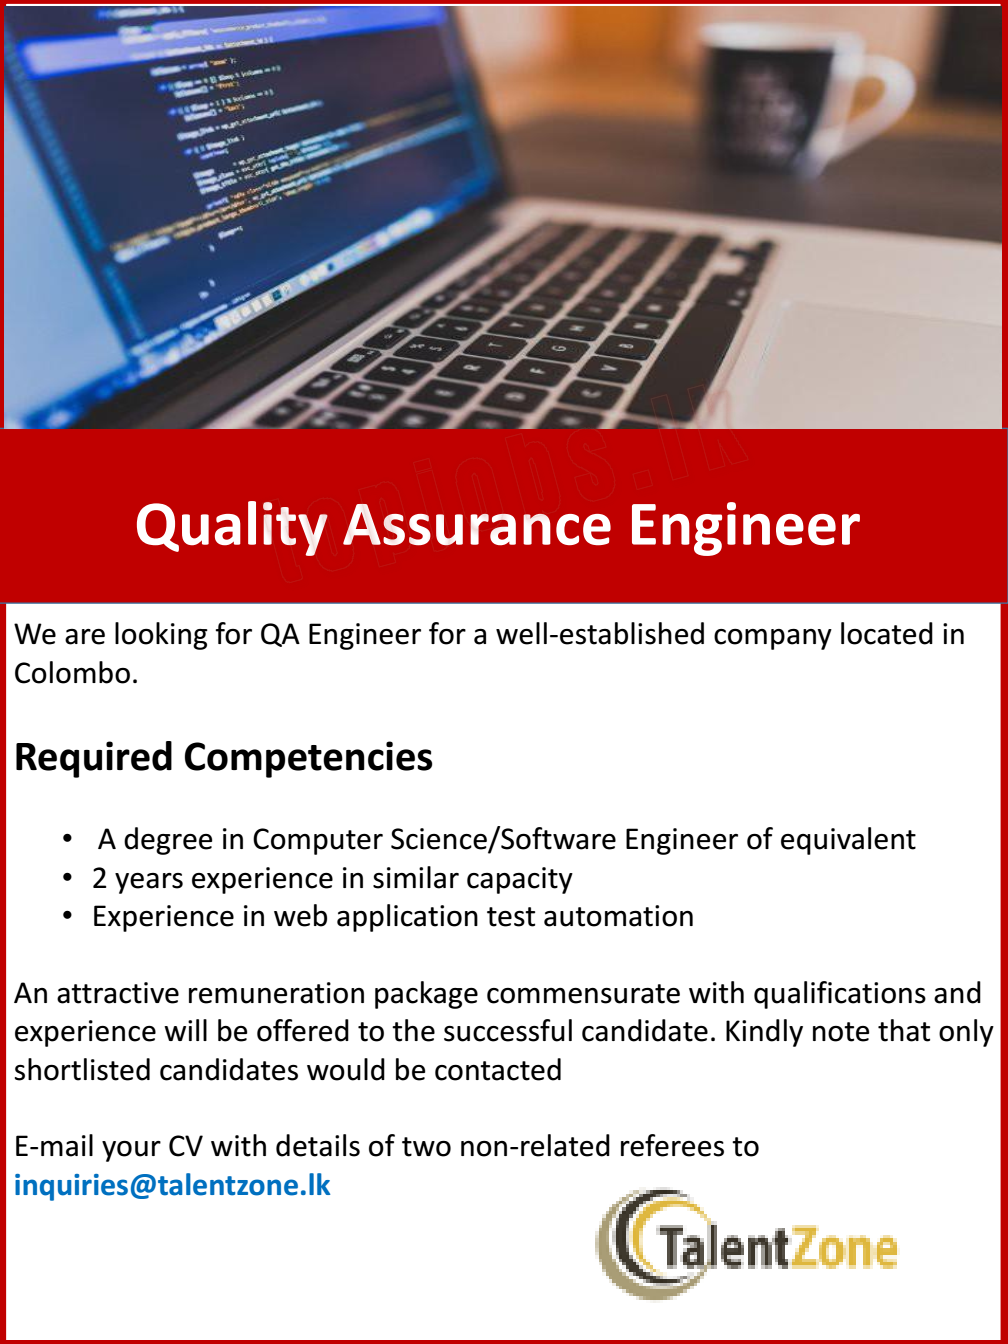 topjobs.lk
Quality Assurance Engineer
We are looking for QA Engineer for a well-established company located in
Colombo.
Required Competencies
• A degree in Computer Science/Software Engineer of equivalent
• 2 years experience in similar capacity
• Experience in web application test automation
An attractive remuneration package commensurate with qualifications and
experience will be offered to the successful candidate. Kindly note that only
shortlisted candidates would be contacted
E-mail your CV with details of two non-related referees to
inquiries@talentzone.lk
TalentZone